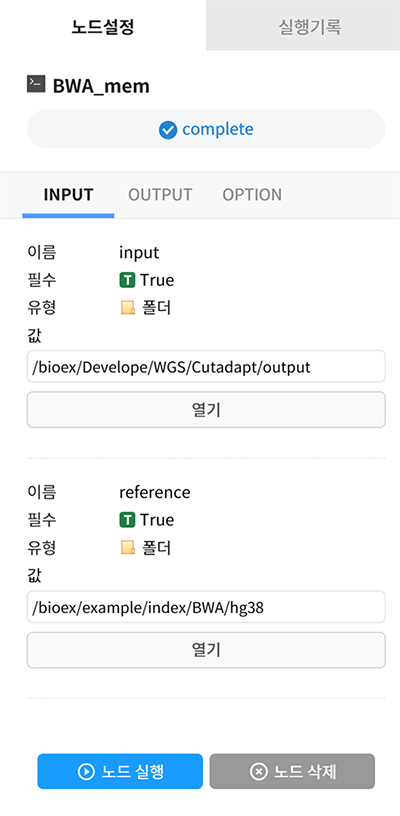 노드설정 실행기록
BWA_mem
complete
INPUT OUTPUT OPTION
이름 input
필수 T True
유형 폴더
값
/bioex/Develope/WGS/Cutadapt/output
열기
이름 reference
필수 T True
유형 폴더
값
/bioex/example/index/BWA/hg38
열기
노드 실행 노드 삭제